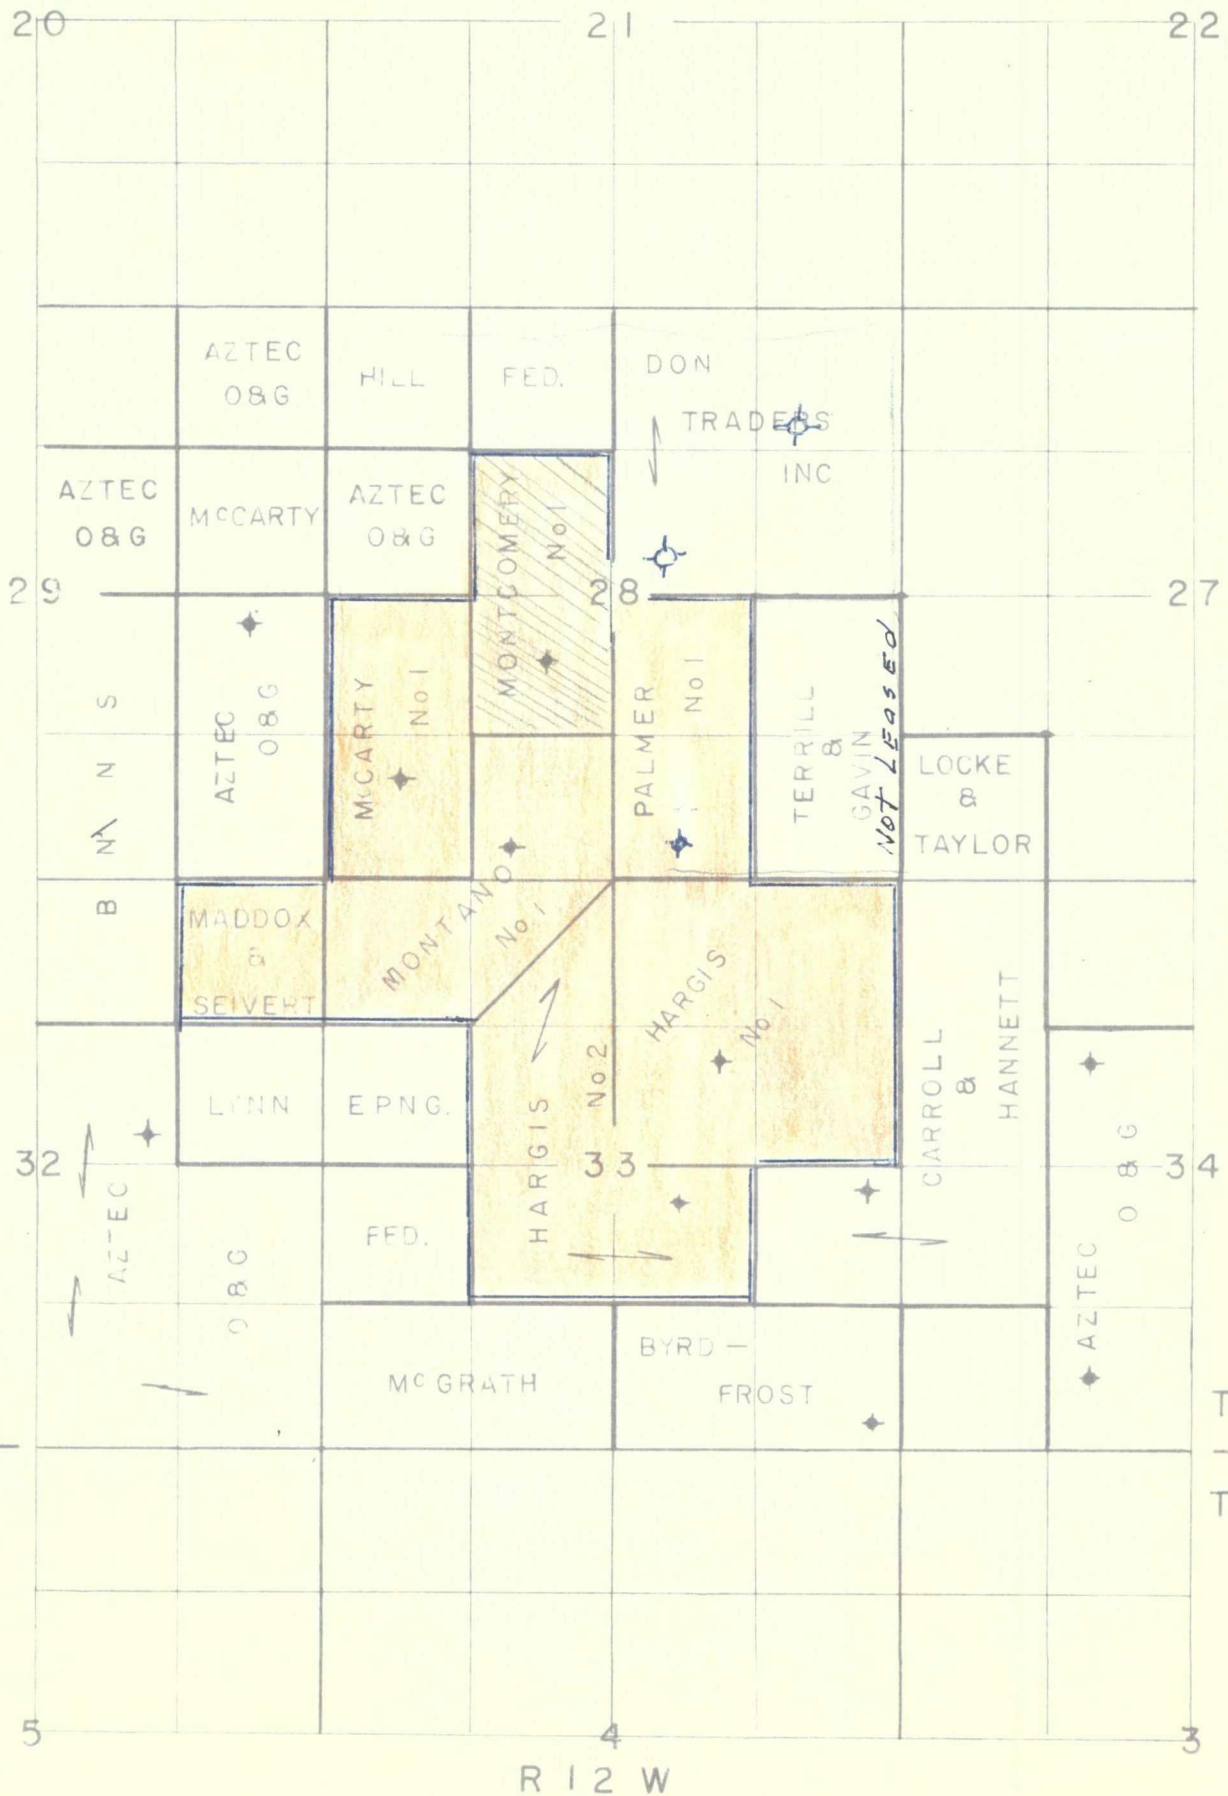 20 21 22
AZTEC
O&G
HILL
FED.
DON
TRADERS
INC
AZTEC
O&G
McCARTY
AZTEC
O&G
MONTGOMERY
No 1
29 28 27
AZTEC
O&G
McCARTY
No 1
PALMER
No 1
TERRILL
&
GAVIN
Not LEASED
LOCKE
&
TAYLOR
MADDOX
&
SEIVERT
MONTANO
No 1
HARGIS
No 1
HARGIS
No 2
LYNN
EPNG.
CARROLL
&
HANNETT
32 33 34
AZTEC
O&G
FED.
AZTEC
O&G
McGRATH
BYRD –
FROST
T
T
5 4 3
R 12 W